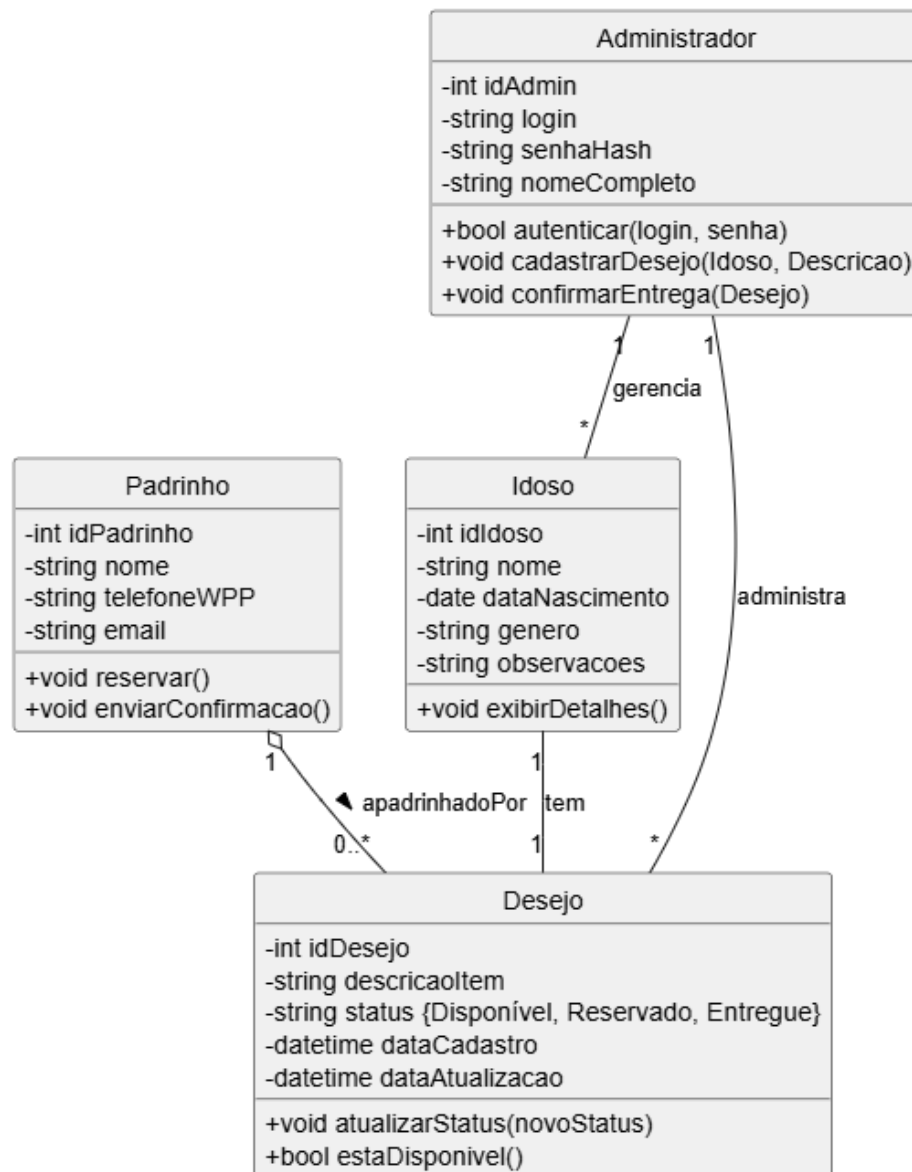 Administrador
-int idAdmin
-string login
-string senhaHash
-string nomeCompleto
+bool autenticar(login, senha)
+void cadastrarDesejo(Idoso, Descricao)
+void confirmarEntrega(Desejo)
1
1
gerencia
*
Padrinho
-int idPadrinho
-string nome
-string telefoneWPP
-string email
+void reservar()
+void enviarConfirmacao()
Idoso
-int idIdoso
-string nome
-date dataNascimento
-string genero
-string observacoes
+void exibirDetalhes()
administra
1
1
apadrinhadoPor
tem
0..*
1
*
Desejo
-int idDesejo
-string descricaoItem
-string status {Disponível, Reservado, Entregue}
-datetime dataCadastro
-datetime dataAtualizacao
+void atualizarStatus(novoStatus)
+bool estaDisponivel()